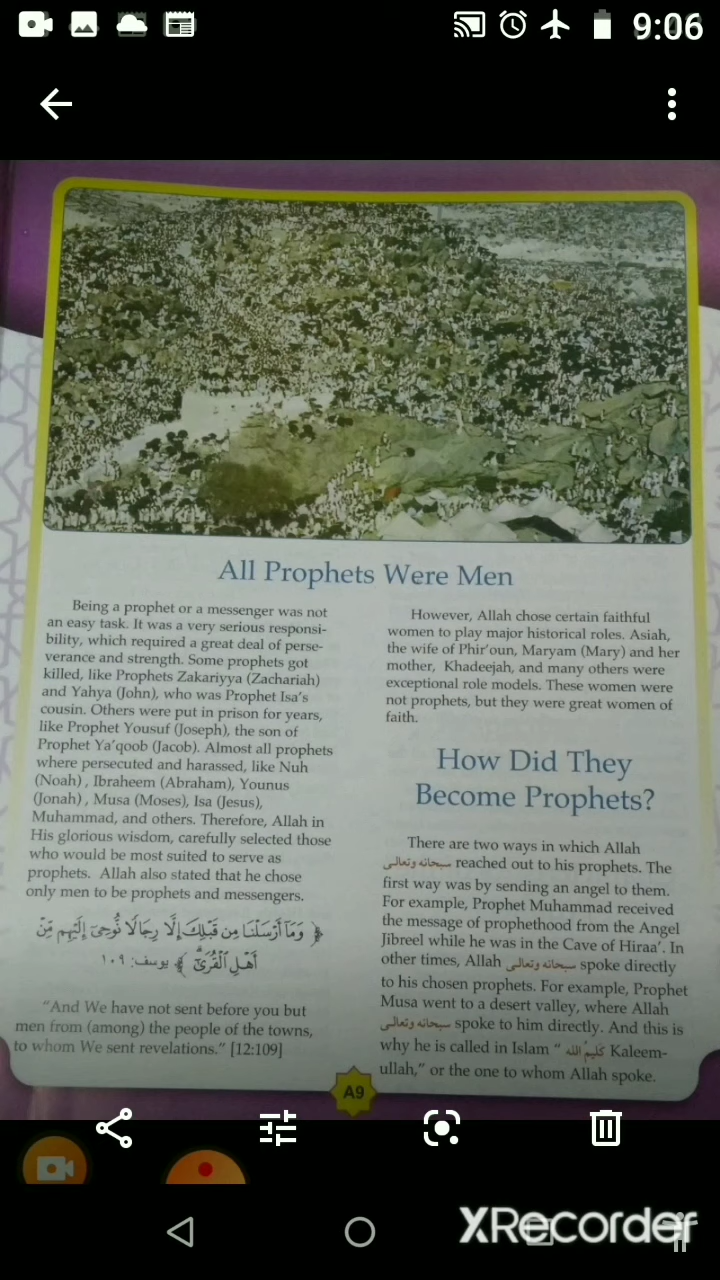 9:06
All Prophets Were Men
Being a prophet or a messenger was not
an easy task. It was a very serious responsi-
bility, which required a great deal of perse-
verance and strength. Some prophets got
killed, like Prophets Zakariyya (Zachariah)
and Yahya (John), who was Prophet Isa's
cousin. Others were put in prison for years,
like Prophet Yousuf (Joseph), the son of
Prophet Ya'qoob (Jacob). Almost all prophets
where persecuted and harassed, like Nuh
(Noah) , Ibraheem (Abraham), Younus
(Jonah) , Musa (Moses), Isa (Jesus),
Muhammad, and others. Therefore, Allah in
His glorious wisdom, carefully selected those
who would be most suited to serve as
prophets. Allah also stated that he chose
only men to be prophets and messengers.
﴿ وَمَآ أَرْسَلْنَا مِن قَبْلِكَ إِلَّا رِجَالًا نُّوحِىٓ إِلَيْهِم مِّنْ
أَهْلِ ٱلْقُرَىٰٓ ﴾ يوسف: ١٠٩
"And We have not sent before you but
men from (among) the people of the towns,
to whom We sent revelations." [12:109]
However, Allah chose certain faithful
women to play major historical roles. Asiah,
the wife of Phir'oun, Maryam (Mary) and her
mother, Khadeejah, and many others were
exceptional role models. These women were
not prophets, but they were great women of
faith.
How Did They
Become Prophets?
There are two ways in which Allah
سبحانه وتعالى reached out to his prophets. The
first way was by sending an angel to them.
For example, Prophet Muhammad received
the message of prophethood from the Angel
Jibreel while he was in the Cave of Hiraa'. In
other times, Allah سبحانه وتعالى spoke directly
to his chosen prophets. For example, Prophet
Musa went to a desert valley, where Allah
سبحانه وتعالى spoke to him directly. And this is
why he is called in Islam " كليم الله Kaleem-
ullah," or the one to whom Allah spoke.
A9
XRecorder